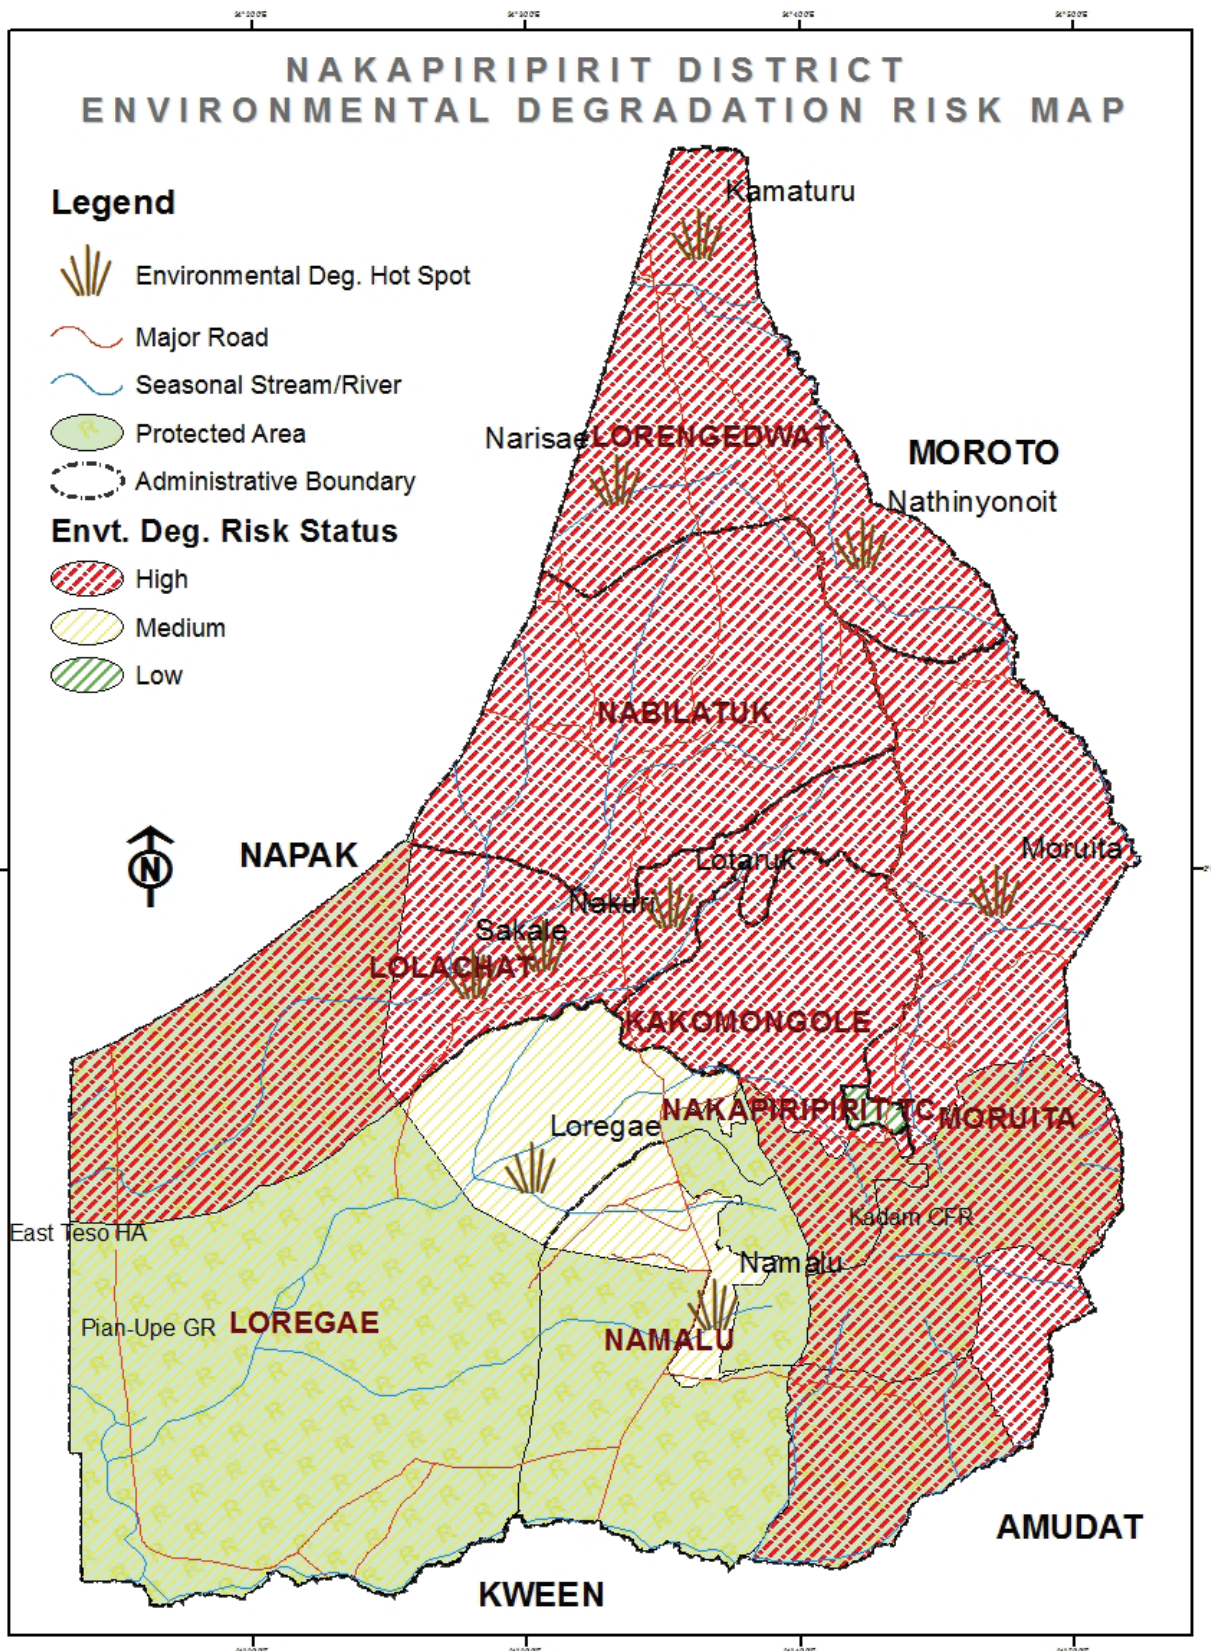 NAKAPIRIPIRIT DISTRICT
ENVIRONMENTAL DEGRADATION RISK MAP
Legend
Environmental Deg. Hot Spot
Major Road
Seasonal Stream/River
Protected Area
Administrative Boundary
Envt. Deg. Risk Status
High
Medium
Low
Kamaturu
Narisae
LORENGEDWAT
MOROTO
Nathinyonoit
NABILATUK
N
NAPAK
Lotaruk
Moruita
Nakuri
Sakale
LOLACHAT
KAKOMONGOLE
NAKAPIRIPIRIT TC
MORUITA
Loregae
Kadam CFR
East Teso HA
Namalu
Pian-Upe GR
LOREGAE
NAMALU
AMUDAT
KWEEN